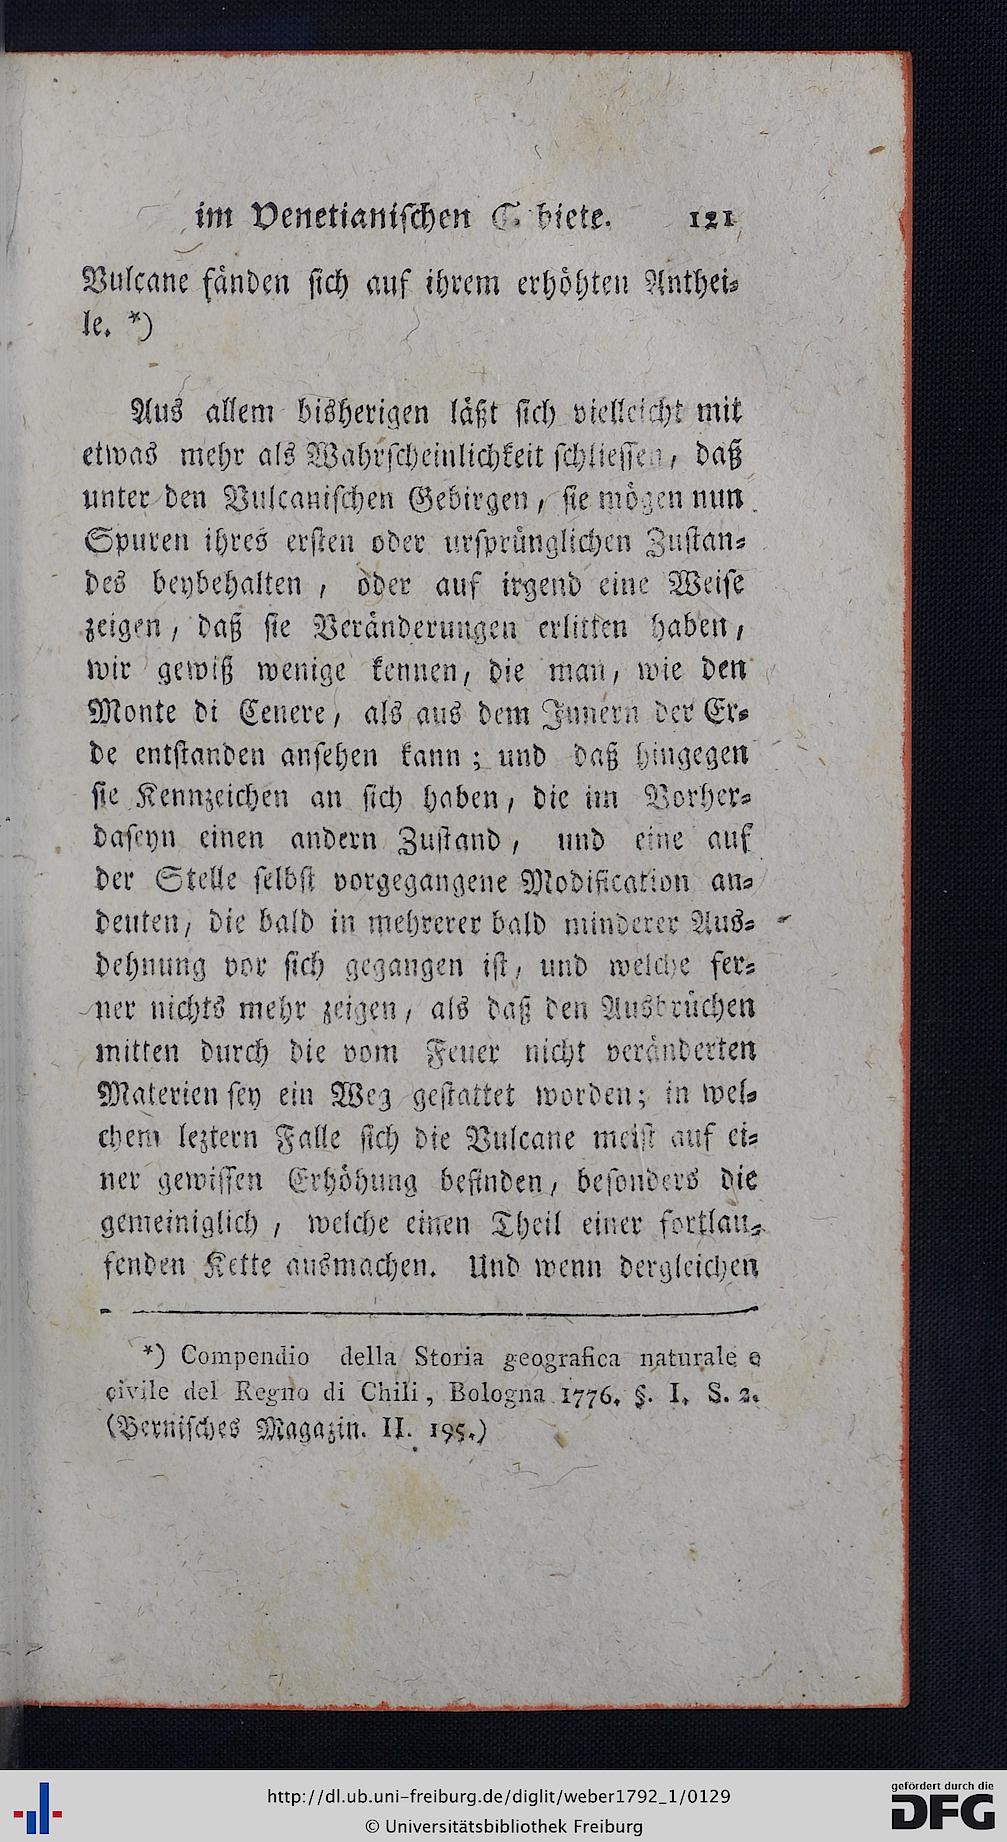 im Venetianischen G. biete. 121
Vulcane fänden sich auf ihrem erhöhten Anthei-
le. *)
Aus allem bisherigen läßt sich vielleicht mit
etwas mehr als Wahrscheinlichkeit schliessen, daß
unter den Vulcanischen Gebirgen, sie mögen nun
Spuren ihres ersten oder ursprünglichen Zustan-
des beybehalten, oder auf irgend eine Weise
zeigen, daß sie Veränderungen erlitten haben,
wir gewiß wenige kennen, die man, wie den
Monte di Cenere, als aus dem Innern der Er-
de entstanden ansehen kann; und daß hingegen
sie Kennzeichen an sich haben, die im Vorher-
daseyn einen andern Zustand, und eine auf
der Stelle selbst vorgegangene Modification an-
deuten, die bald in mehrerer bald minderer Aus-
dehnung vor sich gegangen ist, und welche fer-
ner nichts mehr zeigen, als daß den Ausbrüchen
mitten durch die vom Feuer nicht veränderten
Materien sey ein Weg gestattet worden; in wel-
chem leztern Falle sich die Vulcane meist auf ei-
ner gewissen Erhöhung befinden, besonders die
gemeiniglich, welche einen Theil einer fortlau-
fenden Kette ausmachen. Und wenn dergleichen
*) Compendio della Storia geografica naturale e
civile del Regno di Chili, Bologna 1776. §. I. S. 2.
(Bernisches Magazin. II. 195.)
http://dl.ub.uni-freiburg.de/diglit/weber1792_1/0129
© Universitätsbibliothek Freiburg
gefördert durch die
DFG